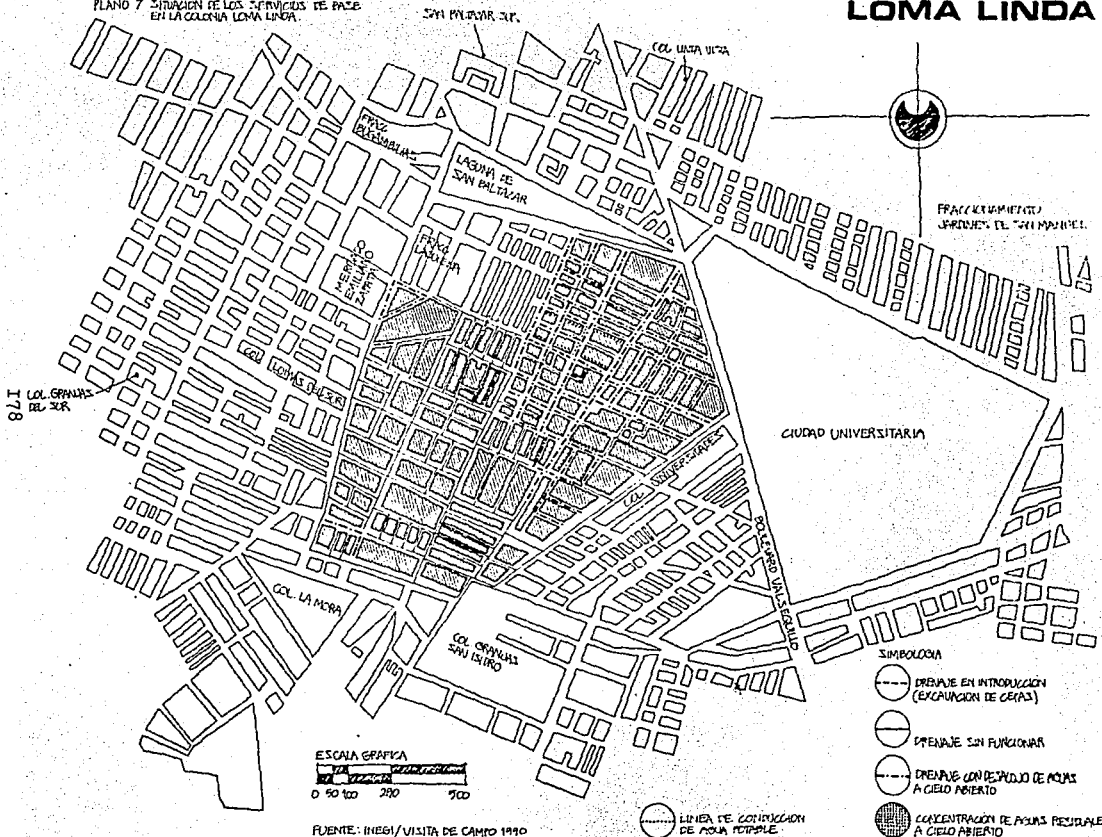 PLANO 7 SITUACION DE LOS SERVICIOS DE BASE
EN LA COLONIA LOMA LINDA.
LOMA LINDA
SAN BALTAZAR SUR.
COL. LINDA VISTA
FRACC.
BUGAMBILIAS
LAGUNA DE
SAN BALTAZAR
FRACCIONAMIENTO
JARDINES DE SAN MANUEL.
FRACC.
MERCADO
EMILIANO
ZAPATA
COL. LOMAS DEL SUR
COL. GRANJAS
DEL SUR
178
CIUDAD UNIVERSITARIA
COL. UNIVERSIDADES
BOULEVARD VALSEQUILLO
COL. LA MORA
COL. GRANJAS
SAN ISIDRO
SIMBOLOGIA
DRENAJE EN INTRODUCCION
(EXCAVACION DE CEPAS)
DRENAJE SIN FUNCIONAR
DRENAJE CON DESALOJO DE AGUAS
A CIELO ABIERTO
CONCENTRACION DE AGUAS RESIDUALE
A CIELO ABIERTO
LINEA DE CONDUCCION
DE AGUA POTABLE.
ESCALA GRAFICA
0 50 100 200 500
FUENTE: INEGI/VISITA DE CAMPO 1990